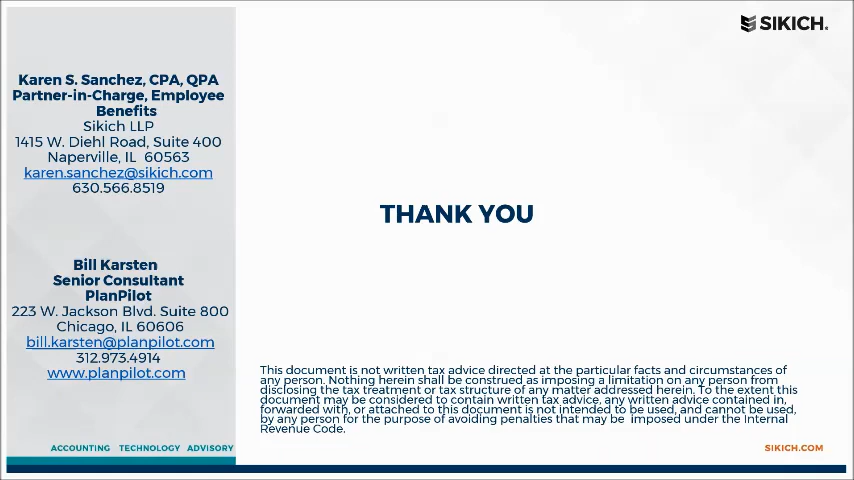 SIKICH.
Karen S. Sanchez, CPA, QPA
Partner-in-Charge, Employee
Benefits
Sikich LLP
1415 W. Diehl Road, Suite 400
Naperville, IL 60563
karen.sanchez@sikich.com
630.566.8519
THANK YOU
Bill Karsten
Senior Consultant
PlanPilot
223 W. Jackson Blvd. Suite 800
Chicago, IL 60606
bill.karsten@planpilot.com
312.973.4914
www.planpilot.com
This document is not written tax advice directed at the particular facts and circumstances of
any person. Nothing herein shall be construed as imposing a limitation on any person from
disclosing the tax treatment or tax structure of any matter addressed herein. To the extent this
document may be considered to contain written tax advice, any written advice contained in,
forwarded with, or attached to this document is not intended to be used, and cannot be used,
by any person for the purpose of avoiding penalties that may be imposed under the Internal
Revenue Code.
ACCOUNTING TECHNOLOGY ADVISORY
SIKICH.COM